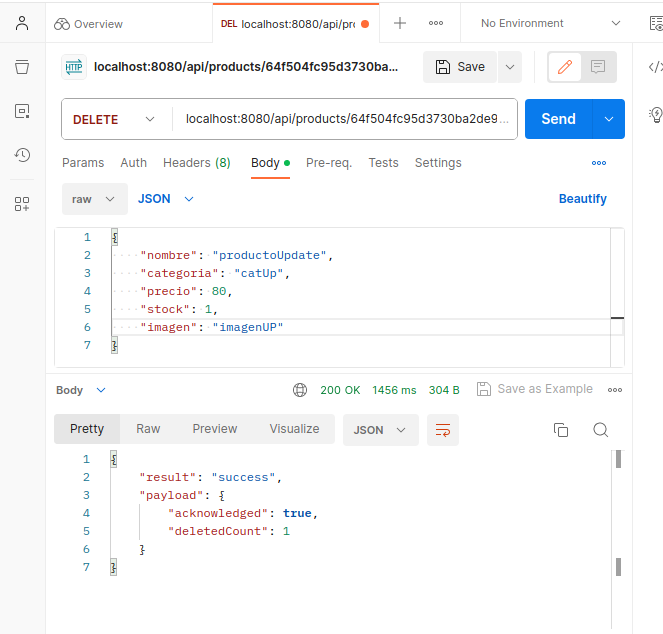 Overview
DEL localhost:8080/api/pro
No Environment
HTTP
localhost:8080/api/products/64f504fc95d3730ba...
Save
DELETE
localhost:8080/api/products/64f504fc95d3730ba2de9...
Send
Params Auth Headers (8) Body Pre-req. Tests Settings
raw JSON Beautify
1 {
2 "nombre": "productoUpdate",
3 "categoria": "catUp",
4 "precio": 80,
5 "stock": 1,
6 "imagen": "imagenUP"
7 }
Body 200 OK 1456 ms 304 B Save as Example
Pretty Raw Preview Visualize JSON
1 {
2 "result": "success",
3 "payload": {
4 "acknowledged": true,
5 "deletedCount": 1
6 }
7 }